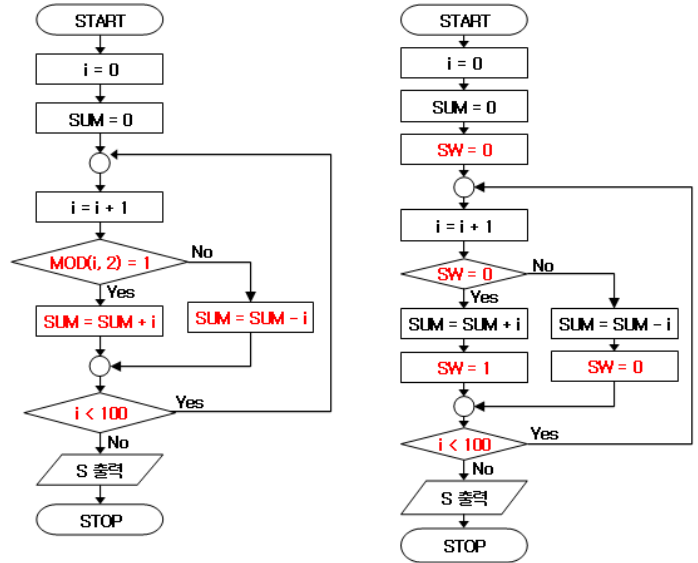 START
i = 0
SUM = 0
i = i + 1
MOD(i, 2) = 1
No
Yes
SUM = SUM + i
SUM = SUM – i
i < 100
Yes
No
S 출력
STOP
START
i = 0
SUM = 0
SW = 0
i = i + 1
SW = 0
No
Yes
SUM = SUM + i
SUM = SUM – i
SW = 1
SW = 0
i < 100
Yes
No
S 출력
STOP